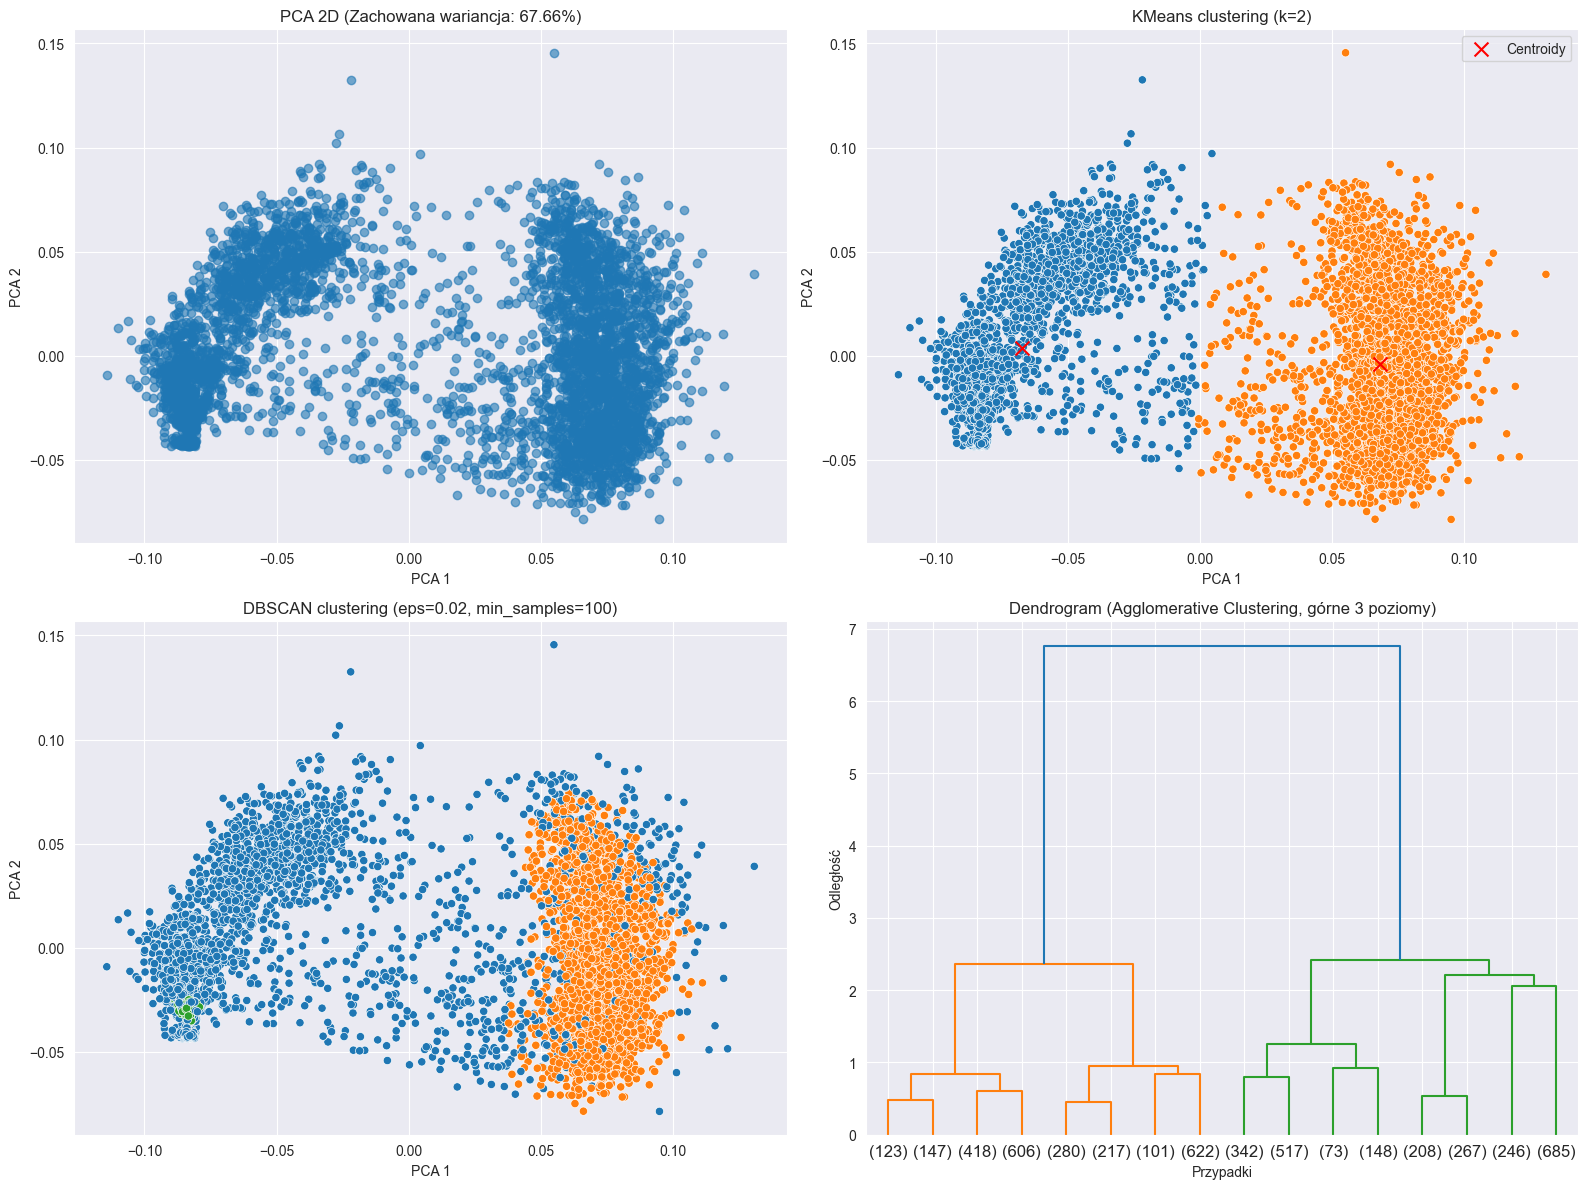 PCA 2D (Zachowana wariancja: 67.66%)
0.15
0.10
0.05
0.00
−0.05
PCA 2
−0.10 −0.05 0.00 0.05 0.10
PCA 1
KMeans clustering (k=2)
Centroidy
0.15
0.10
0.05
0.00
−0.05
PCA 2
−0.10 −0.05 0.00 0.05 0.10
PCA 1
DBSCAN clustering (eps=0.02, min_samples=100)
0.15
0.10
0.05
0.00
−0.05
PCA 2
−0.10 −0.05 0.00 0.05 0.10
PCA 1
Dendrogram (Agglomerative Clustering, górne 3 poziomy)
7
6
5
4
3
2
1
0
Odległość
(123) (147) (418) (606) (280) (217) (101) (622) (342) (517) (73) (148) (208) (267) (246) (685)
Przypadki